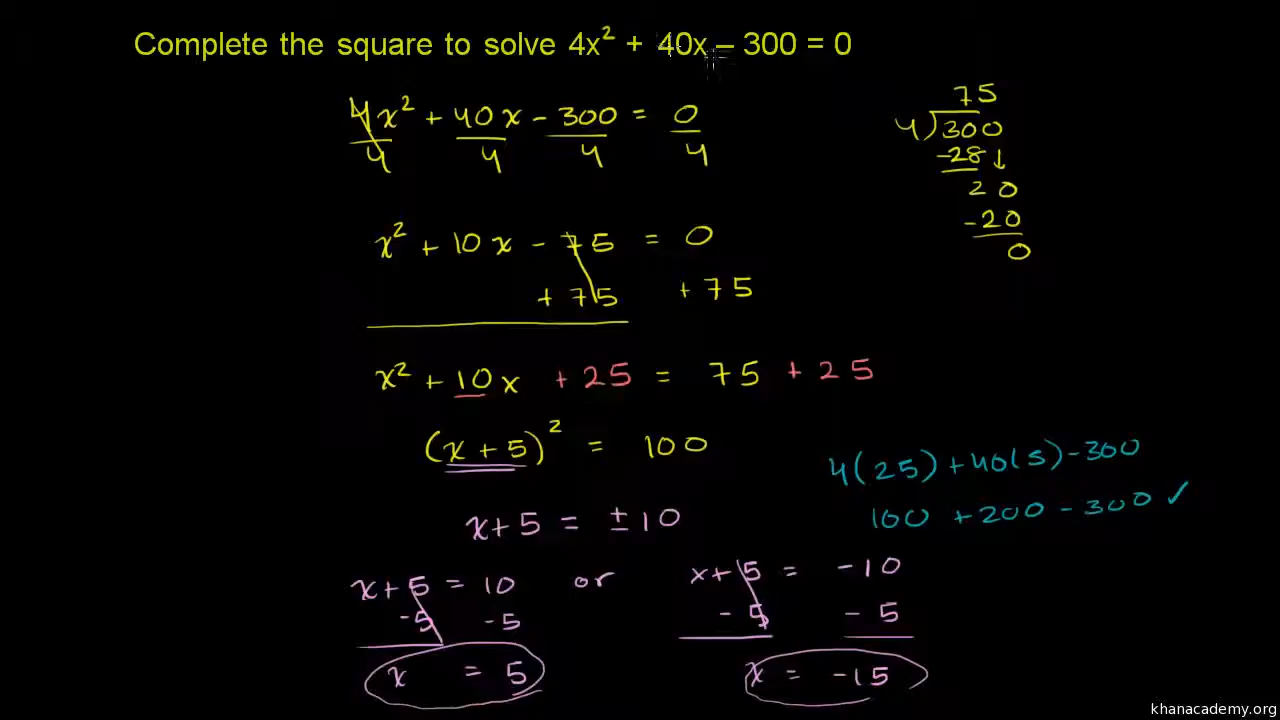 Complete the square to solve 4x² + 40x – 300 = 0
4x² + 40x - 300 = 0
4 4 4 4
x² + 10x - 75 = 0
+ 75 + 75
x² + 10x + 25 = 75 + 25
(x + 5)² = 100
x + 5 = ± 10
x + 5 = 10 or x + 5 = -10
-5 -5 - 5 - 5
x = 5 x = -15
75
4)300
-28↓
20
-20
0
4(25) + 40(5) - 300
100 + 200 - 300 ✓
khanacademy.org